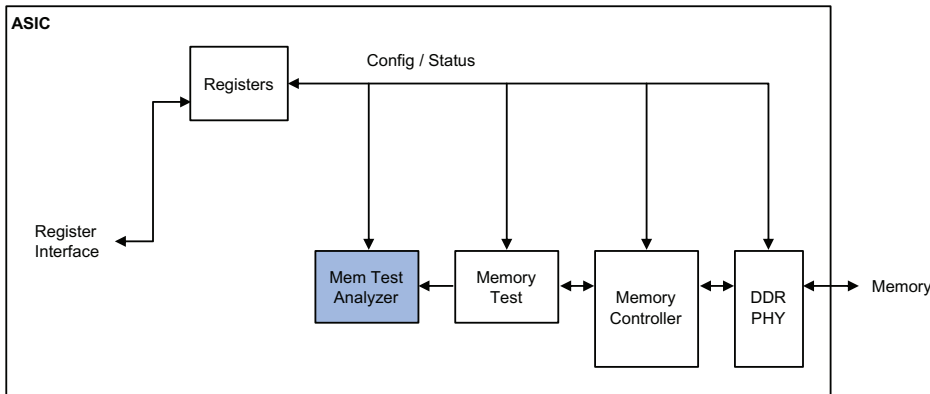 ASIC
Config / Status
Registers
Register
Interface
Mem Test
Analyzer
Memory
Test
Memory
Controller
DDR
PHY
Memory